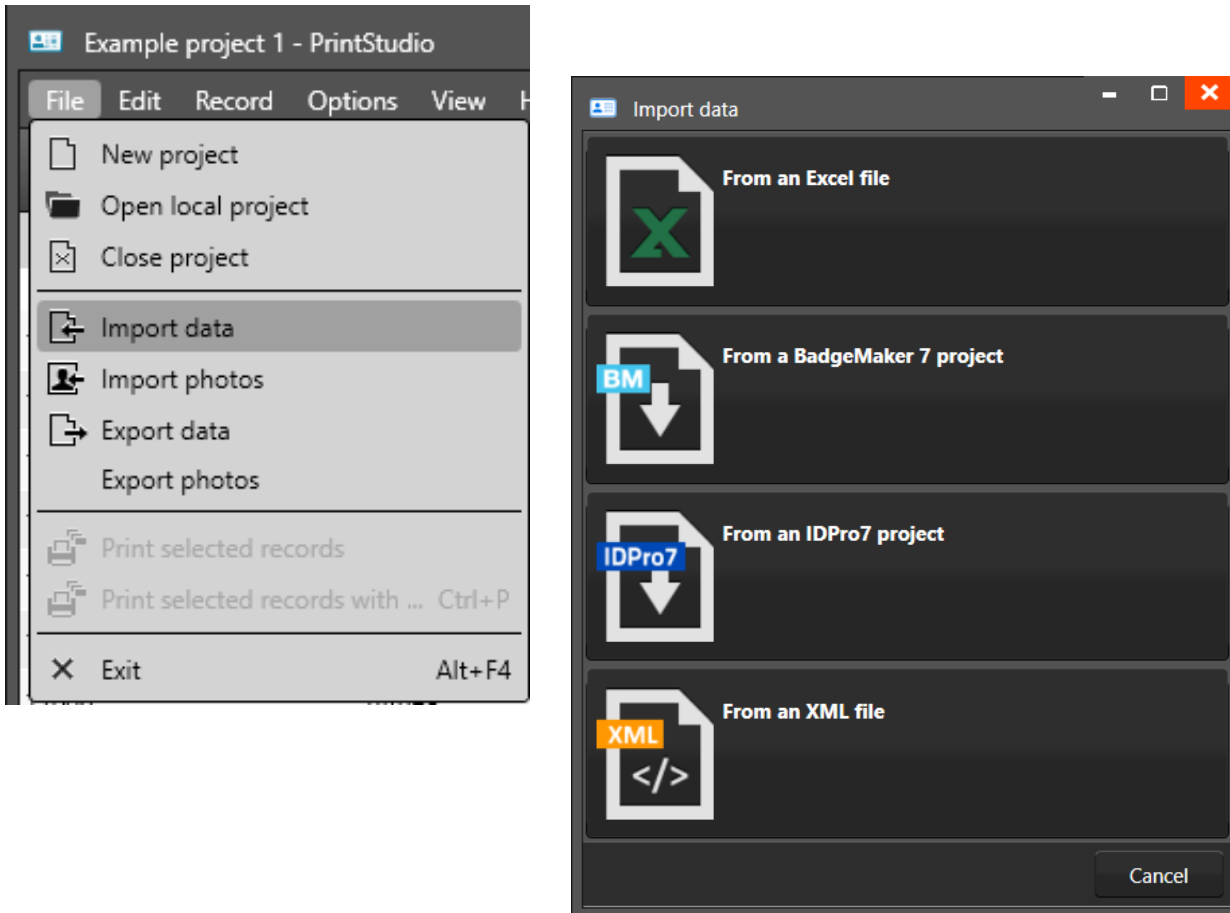 Example project 1 - PrintStudio
File Edit Record Options View
New project
Open local project
Close project
Import data
Import photos
Export data
Export photos
Print selected records
Print selected records with ... Ctrl+P
Exit Alt+F4
Import data
From an Excel file
BM
From a BadgeMaker 7 project
IDPro7
From an IDPro7 project
XML
</>
From an XML file
Cancel